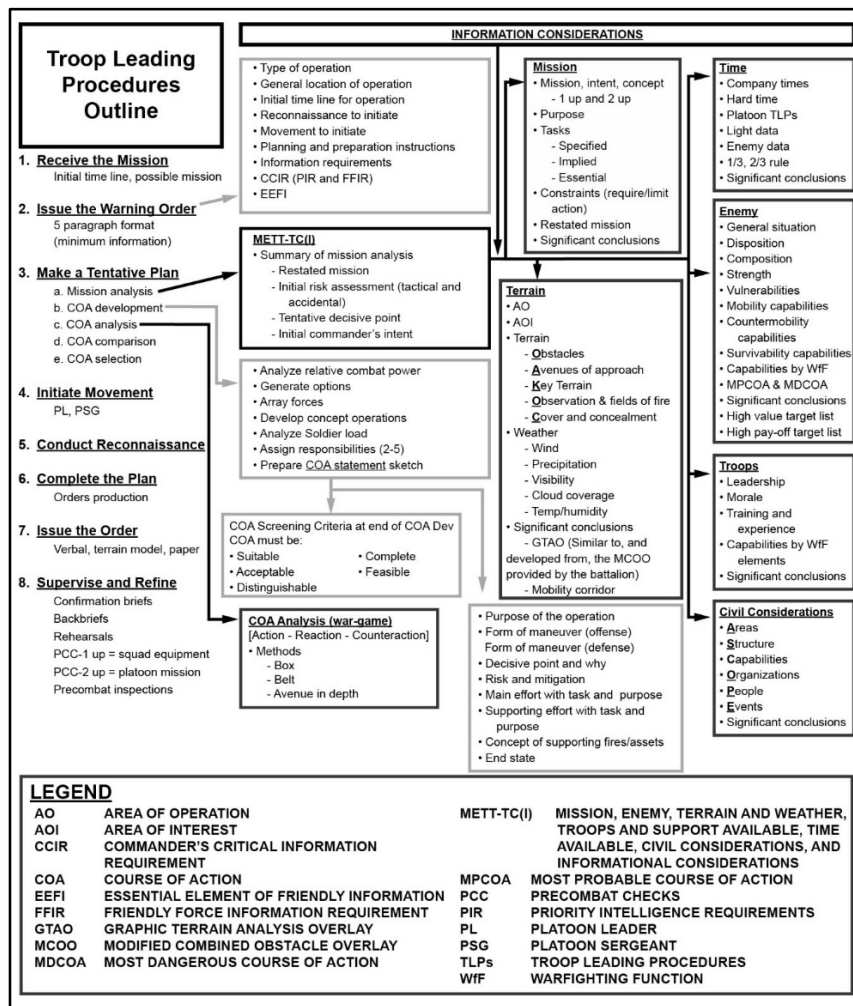 Troop Leading
Procedures
Outline
1. Receive the Mission
Initial time line, possible mission
2. Issue the Warning Order
5 paragraph format
(minimum information)
3. Make a Tentative Plan
a. Mission analysis
b. COA development
c. COA analysis
d. COA comparison
e. COA selection
4. Initiate Movement
PL, PSG
5. Conduct Reconnaissance
6. Complete the Plan
Orders production
7. Issue the Order
Verbal, terrain model, paper
8. Supervise and Refine
Confirmation briefs
Backbriefs
Rehearsals
PCC-1 up = squad equipment
PCC-2 up = platoon mission
Precombat inspections
INFORMATION CONSIDERATIONS
• Type of operation
• General location of operation
• Initial time line for operation
• Reconnaissance to initiate
• Movement to initiate
• Planning and preparation instructions
• Information requirements
• CCIR (PIR and FFIR)
• EEFI
METT-TC(I)
• Summary of mission analysis
- Restated mission
- Initial risk assessment (tactical and
accidental)
- Tentative decisive point
- Initial commander's intent
• Analyze relative combat power
• Generate options
• Array forces
• Develop concept operations
• Analyze Soldier load
• Assign responsibilities (2-5)
• Prepare COA statement sketch
COA Screening Criteria at end of COA Dev
COA must be:
• Suitable
• Acceptable
• Distinguishable
• Complete
• Feasible
COA Analysis (war-game)
[Action - Reaction - Counteraction]
• Methods
- Box
- Belt
- Avenue in depth
Mission
• Mission, intent, concept
- 1 up and 2 up
• Purpose
• Tasks
- Specified
- Implied
- Essential
• Constraints (require/limit
action)
• Restated mission
• Significant conclusions
Terrain
• AO
• AOI
• Terrain
- Obstacles
- Avenues of approach
- Key Terrain
- Observation & fields of fire
- Cover and concealment
• Weather
- Wind
- Precipitation
- Visibility
- Cloud coverage
- Temp/humidity
• Significant conclusions
- GTAO (Similar to, and
developed from, the MCOO
provided by the battalion)
- Mobility corridor
• Purpose of the operation
• Form of maneuver (offense)
Form of maneuver (defense)
• Decisive point and why
• Risk and mitigation
• Main effort with task and purpose
• Supporting effort with task and
purpose
• Concept of supporting fires/assets
• End state
Time
• Company times
• Hard time
• Platoon TLPs
• Light data
• Enemy data
• 1/3, 2/3 rule
• Significant conclusions
Enemy
• General situation
• Disposition
• Composition
• Strength
• Vulnerabilities
• Mobility capabilities
• Countermobility
capabilities
• Survivability capabilities
• Capabilities by WfF
• MPCOA & MDCOA
• Significant conclusions
• High value target list
• High pay-off target list
Troops
• Leadership
• Morale
• Training and
experience
• Capabilities by WfF
elements
• Significant conclusions
Civil Considerations
• Areas
• Structure
• Capabilities
• Organizations
• People
• Events
• Significant conclusions
LEGEND
AO AREA OF OPERATION
AOI AREA OF INTEREST
CCIR COMMANDER'S CRITICAL INFORMATION
REQUIREMENT
COA COURSE OF ACTION
EEFI ESSENTIAL ELEMENT OF FRIENDLY INFORMATION
FFIR FRIENDLY FORCE INFORMATION REQUIREMENT
GTAO GRAPHIC TERRAIN ANALYSIS OVERLAY
MCOO MODIFIED COMBINED OBSTACLE OVERLAY
MDCOA MOST DANGEROUS COURSE OF ACTION
METT-TC(I) MISSION, ENEMY, TERRAIN AND WEATHER,
TROOPS AND SUPPORT AVAILABLE, TIME
AVAILABLE, CIVIL CONSIDERATIONS, AND
INFORMATIONAL CONSIDERATIONS
MPCOA MOST PROBABLE COURSE OF ACTION
PCC PRECOMBAT CHECKS
PIR PRIORITY INTELLIGENCE REQUIREMENTS
PL PLATOON LEADER
PSG PLATOON SERGEANT
TLPs TROOP LEADING PROCEDURES
WfF WARFIGHTING FUNCTION